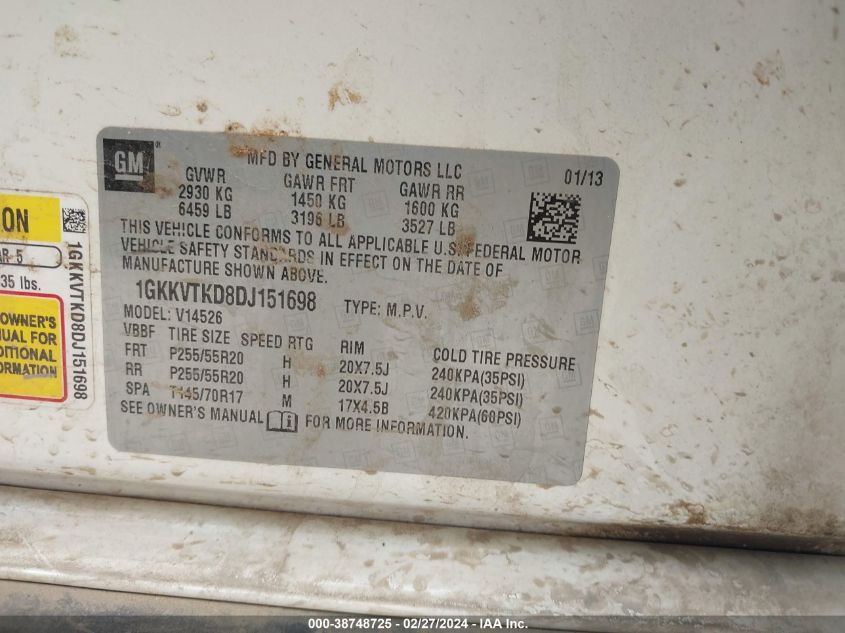 GM
MFD BY GENERAL MOTORS LLC
01/13
GVWR GAWR FRT GAWR RR
2930 KG 1450 KG 1600 KG
6459 LB 3196 LB 3527 LB
THIS VEHICLE CONFORMS TO ALL APPLICABLE U.S. FEDERAL MOTOR
VEHICLE SAFETY STANDARDS IN EFFECT ON THE DATE OF
MANUFACTURE SHOWN ABOVE.
1GKKVTKD8DJ151698 TYPE: M.P.V.
MODEL: V14526
VBBF TIRE SIZE SPEED RTG RIM COLD TIRE PRESSURE
FRT P255/55R20 H 20X7.5J 240KPA(35PSI)
RR P255/55R20 H 20X7.5J 240KPA(35PSI)
SPA T145/70R17 M 17X4.5B 420KPA(60PSI)
SEE OWNER'S MANUAL FOR MORE INFORMATION.
ON
AR 5
35 lbs.
OWNER'S
UAL FOR
DITIONAL
ORMATION
1GKKVTKD8DJ151698
000-38748725 - 02/27/2024 - IAA Inc.